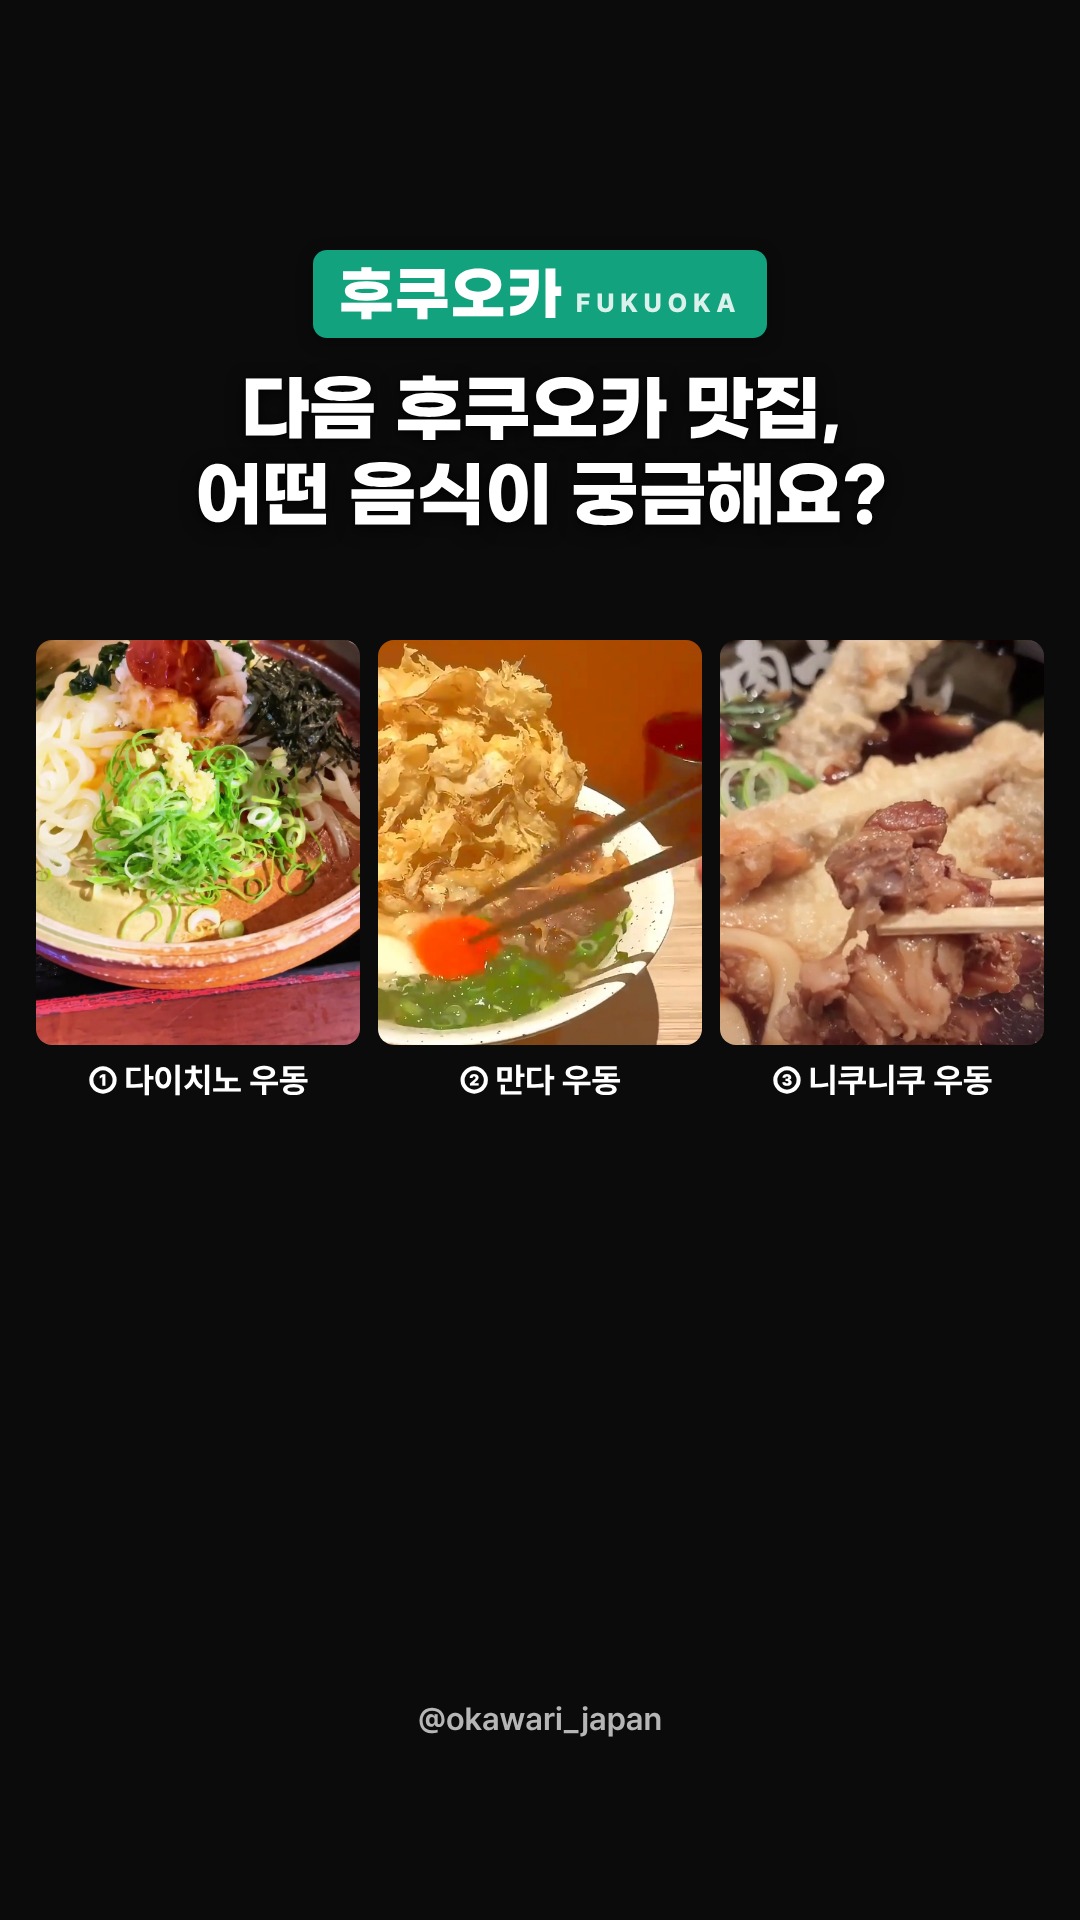 후쿠오카 FUKUOKA
다음 후쿠오카 맛집,
어떤 음식이 궁금해요?
肉
① 다이치노 우동
② 만다 우동
③ 니쿠니쿠 우동
@okawari_japan